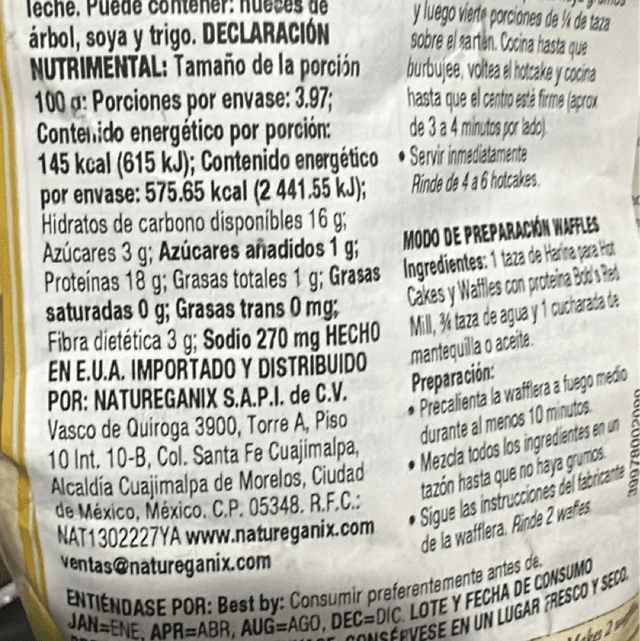 leche. Puede contener: nueces de
árbol, soya y trigo. DECLARACIÓN
NUTRIMENTAL: Tamaño de la porción
100 g: Porciones por envase: 3.97;
Contenido energético por porción:
145 kcal (615 kJ); Contenido energético
por envase: 575.65 kcal (2 441.55 kJ);
Hidratos de carbono disponibles 16 g;
Azúcares 3 g; Azúcares añadidos 1 g;
Proteínas 18 g; Grasas totales 1 g; Grasas
saturadas 0 g; Grasas trans 0 mg;
Fibra dietética 3 g; Sodio 270 mg HECHO
EN E.U.A. IMPORTADO Y DISTRIBUIDO
POR: NATUREGANIX S.A.P.I. de C.V.
Vasco de Quiroga 3900, Torre A, Piso
10 Int. 10-B, Col. Santa Fe Cuajimalpa,
Alcaldía Cuajimalpa de Morelos, Ciudad
de México, México. C.P. 05348. R.F.C.:
NAT1302227YA www.natureganix.com
ventas@natureganix.com
y luego vierte porciones de ¼ de taza
sobre el sartén. Cocina hasta que
burbujee, voltea el hotcake y cocina
hasta que el centro esté firme (aprox
de 3 a 4 minutos por lado).
• Servir inmediatamente
Rinde de 4 a 6 hotcakes.
MODO DE PREPARACIÓN WAFFLES
Ingredientes: 1 taza de Harina para Hot
Cakes y Waffles con proteína Bob's Red
Mill, ¾ taza de agua y 1 cucharada de
mantequilla o aceite.
Preparación:
• Precalienta la wafflera a fuego medio
durante al menos 10 minutos.
• Mezcla todos los ingredientes en un
tazón hasta que no haya grumos.
• Sigue las instrucciones del fabricante
de la wafflera. Rinde 2 wafles.
ENTIÉNDASE POR: Best by: Consumir preferentemente antes de.
JAN=ENE, APR=ABR, AUG=AGO, DEC=DIC. LOTE Y FECHA DE CONSUMO
CONSÉRVESE EN UN LUGAR FRESCO Y SECO.